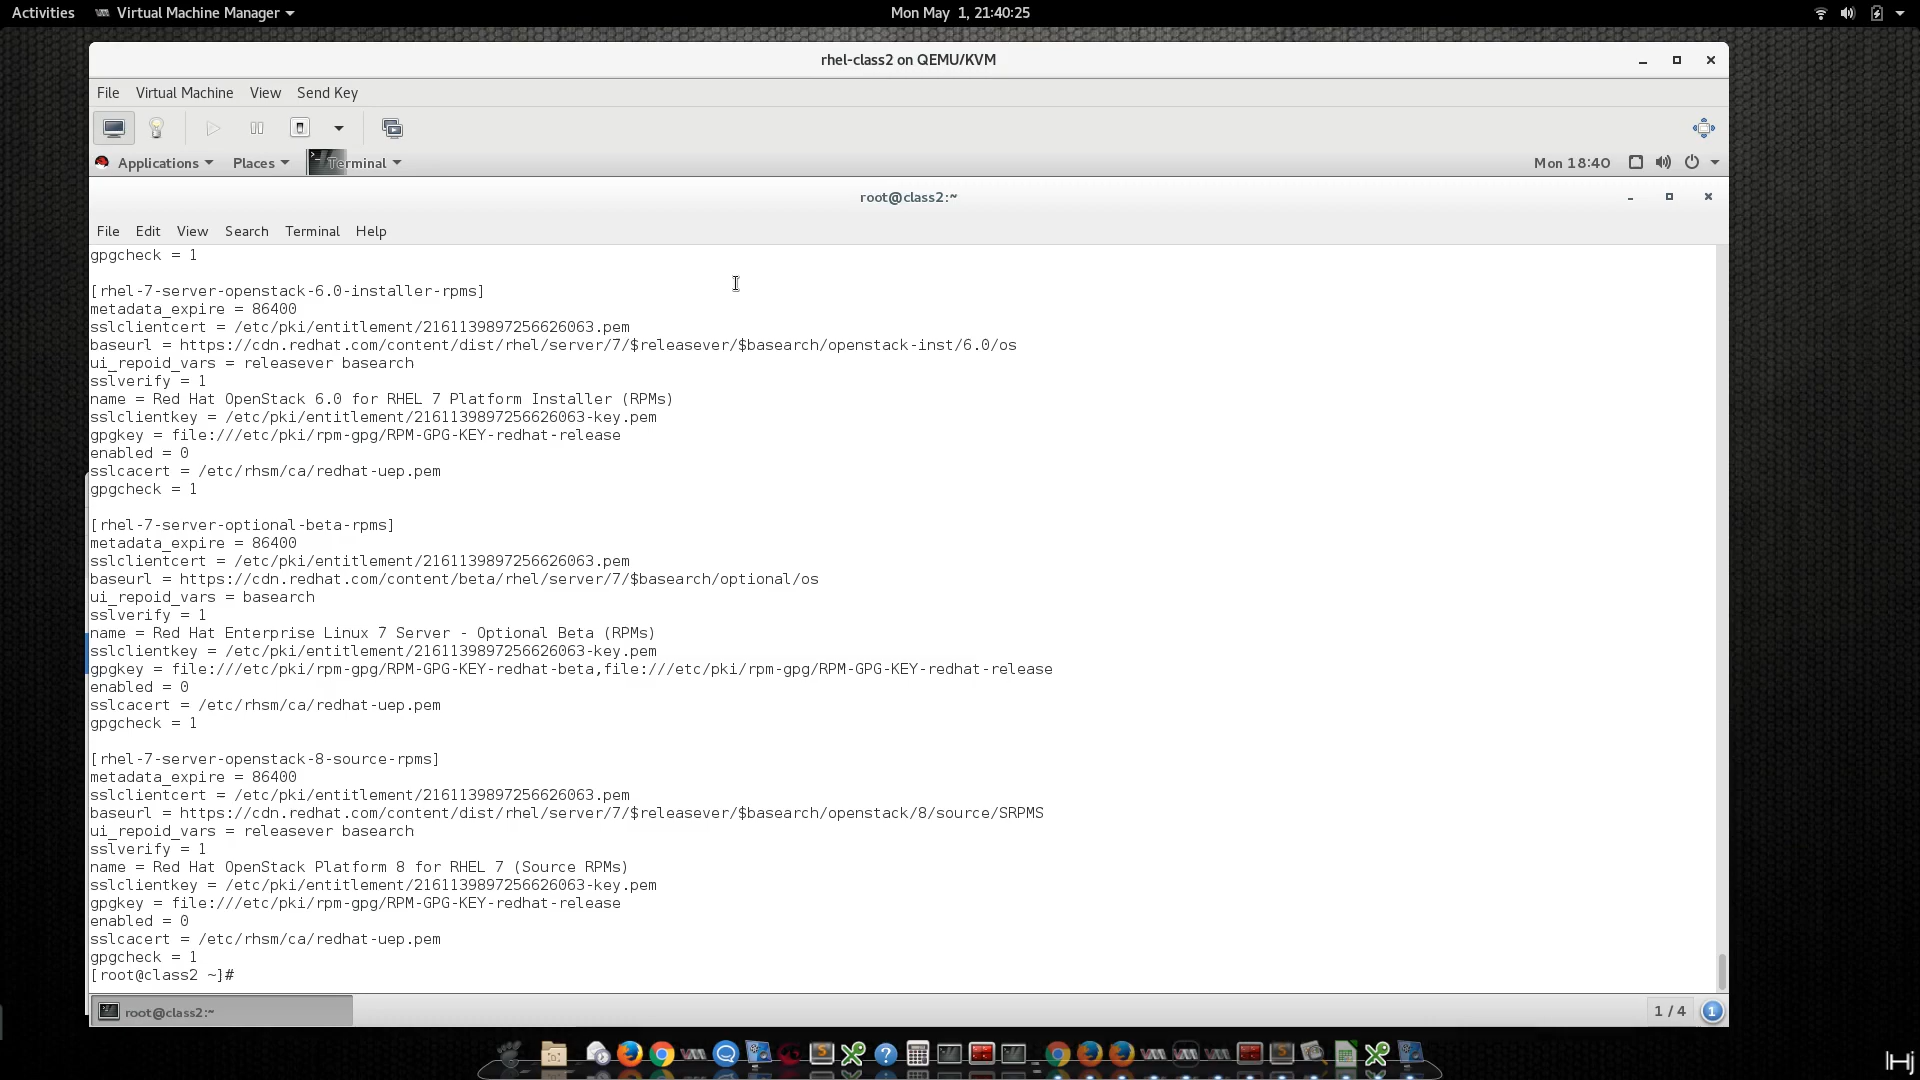 Activities Virtual Machine Manager Mon May 1, 21:40:25
rhel-class2 on QEMU/KVM
File Virtual Machine View Send Key
Applications Places Terminal Mon 18:40
root@class2:~
File Edit View Search Terminal Help
gpgcheck = 1
[rhel-7-server-openstack-6.0-installer-rpms]
metadata_expire = 86400
sslclientcert = /etc/pki/entitlement/2161139897256626063.pem
baseurl = https://cdn.redhat.com/content/dist/rhel/server/7/$releasever/$basearch/openstack-inst/6.0/os
ui_repoid_vars = releasever basearch
sslverify = 1
name = Red Hat OpenStack 6.0 for RHEL 7 Platform Installer (RPMs)
sslclientkey = /etc/pki/entitlement/2161139897256626063-key.pem
gpgkey = file:///etc/pki/rpm-gpg/RPM-GPG-KEY-redhat-release
enabled = 0
sslcacert = /etc/rhsm/ca/redhat-uep.pem
gpgcheck = 1
[rhel-7-server-optional-beta-rpms]
metadata_expire = 86400
sslclientcert = /etc/pki/entitlement/2161139897256626063.pem
baseurl = https://cdn.redhat.com/content/beta/rhel/server/7/$basearch/optional/os
ui_repoid_vars = basearch
sslverify = 1
name = Red Hat Enterprise Linux 7 Server - Optional Beta (RPMs)
sslclientkey = /etc/pki/entitlement/2161139897256626063-key.pem
gpgkey = file:///etc/pki/rpm-gpg/RPM-GPG-KEY-redhat-beta,file:///etc/pki/rpm-gpg/RPM-GPG-KEY-redhat-release
enabled = 0
sslcacert = /etc/rhsm/ca/redhat-uep.pem
gpgcheck = 1
[rhel-7-server-openstack-8-source-rpms]
metadata_expire = 86400
sslclientcert = /etc/pki/entitlement/2161139897256626063.pem
baseurl = https://cdn.redhat.com/content/dist/rhel/server/7/$releasever/$basearch/openstack/8/source/SRPMS
ui_repoid_vars = releasever basearch
sslverify = 1
name = Red Hat OpenStack Platform 8 for RHEL 7 (Source RPMs)
sslclientkey = /etc/pki/entitlement/2161139897256626063-key.pem
gpgkey = file:///etc/pki/rpm-gpg/RPM-GPG-KEY-redhat-release
enabled = 0
sslcacert = /etc/rhsm/ca/redhat-uep.pem
gpgcheck = 1
[root@class2 ~]#
root@class2:~ 1 / 4 1